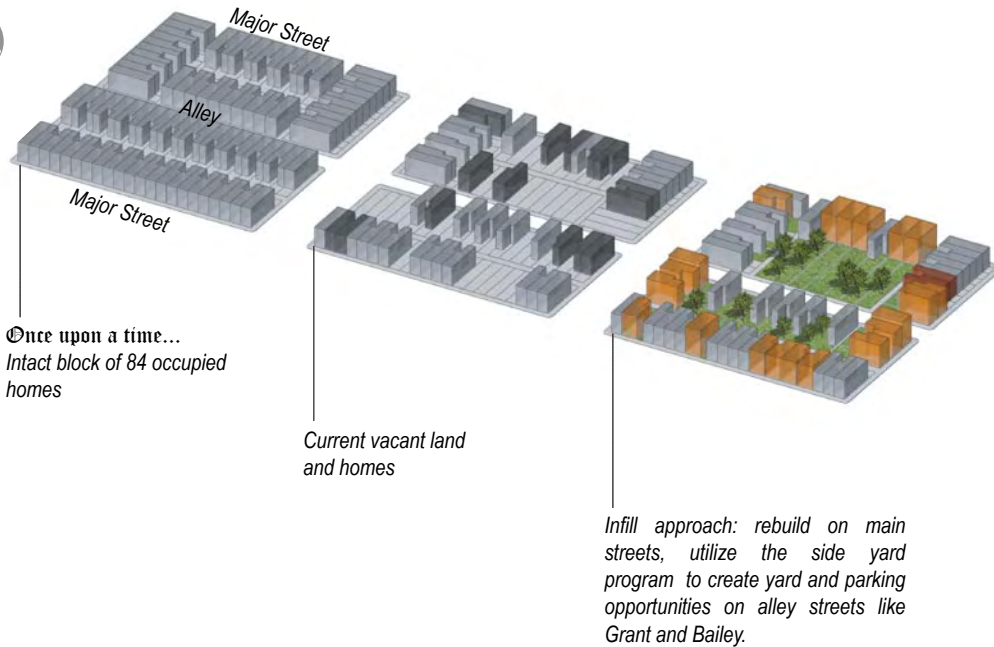 Major Street
Alley
Major Street
Once upon a time...
Intact block of 84 occupied
homes
Current vacant land
and homes
Infill approach: rebuild on main
streets, utilize the side yard
program to create yard and parking
opportunities on alley streets like
Grant and Bailey.